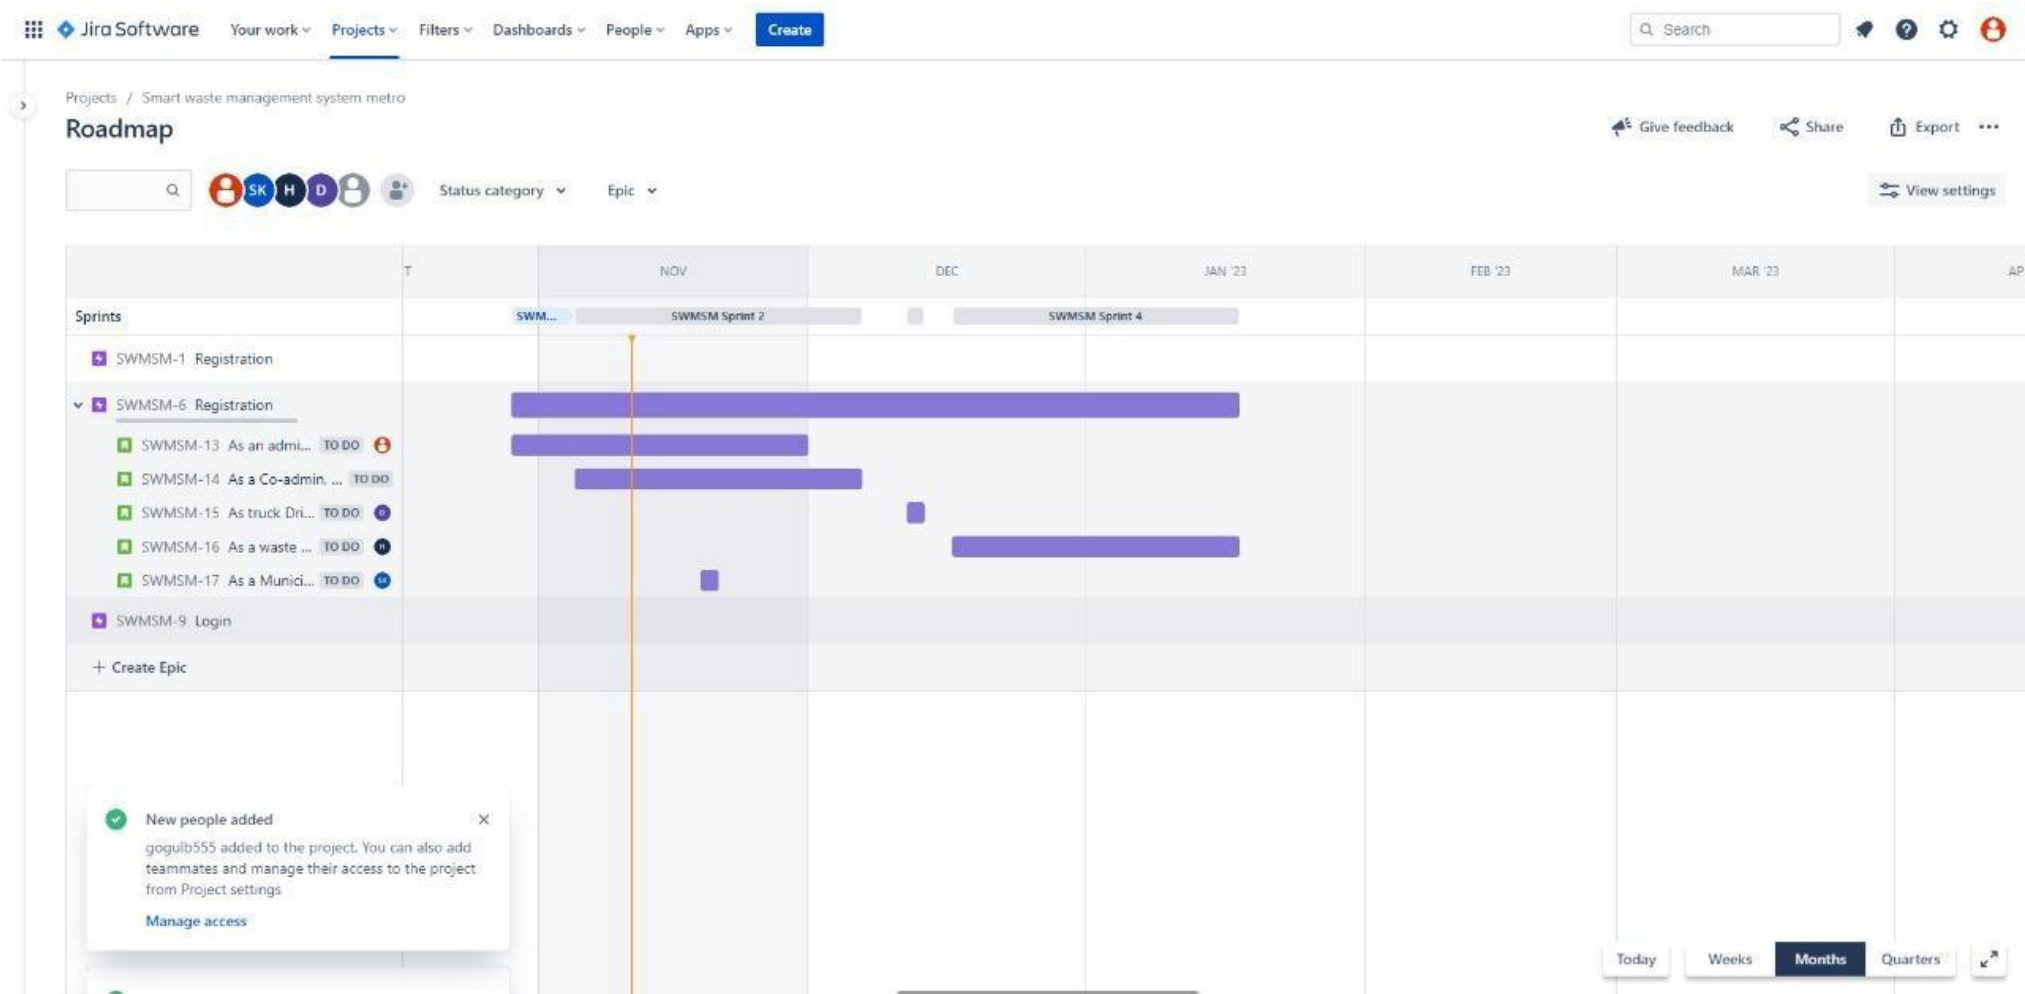 Jira Software Your work Projects Filters Dashboards People Apps Create Search
Projects / Smart waste management system metro
Roadmap
Give feedback Share Export
SK H D Status category Epic View settings
T NOV DEC JAN '23 FEB '23 MAR '23 AP
Sprints SWM... SWMSM Sprint 2 SWMSM Sprint 4
SWMSM-1 Registration
SWMSM-6 Registration
SWMSM-13 As an admi... TO DO
SWMSM-14 As a Co-admin, ... TO DO
SWMSM-15 As truck Dri... TO DO D
SWMSM-16 As a waste ... TO DO H
SWMSM-17 As a Munici... TO DO SK
SWMSM-9 Login
+ Create Epic
New people added
gogulb555 added to the project. You can also add
teammates and manage their access to the project
from Project settings
Manage access
Today Weeks Months Quarters